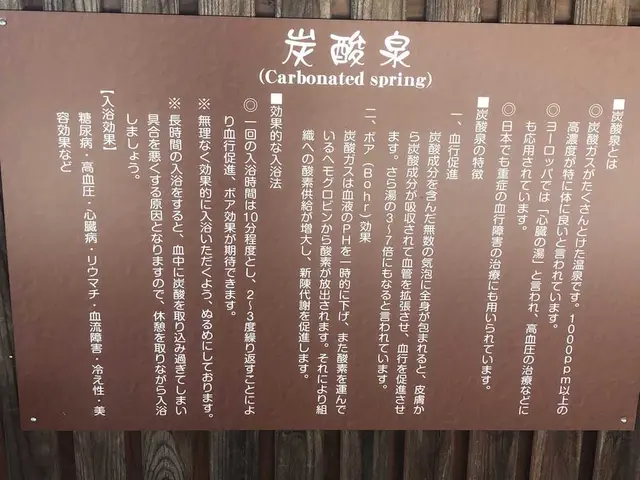 炭酸泉
(Carbonated spring)
■炭酸泉とは
◎炭酸ガスがたくさんとけた温泉です。1000ppm以上の
高濃度が特に体に良いと言われています。
◎ヨーロッパでは「心臓の湯」と言われ、高血圧の治療などに
も応用されています。
◎日本でも重症の血行障害の治療にも用いられています。
■炭酸泉の特徴
一、血行促進
炭酸成分を含んだ無数の気泡に全身が包まれると、皮膚か
ら炭酸成分が吸収されて血管を拡張させ、血行を促進させ
ます。さら湯の3～7倍にもなると言われています。
二、ボア(Bohr)効果
炭酸ガスは血液のPHを一時的に下げ、また酸素を運んで
いるヘモグロビンから酸素が放出されます。それにより組
織への酸素供給が増大し、新陳代謝を促進します。
■効果的な入浴法
◎一回の入浴時間は10分程度とし、2～3度繰り返すことによ
り血行促進、ボア効果が期待できます。
※無理なく効果的に入浴いただくよう、ぬるめにしております。
※長時間の入浴をすると、血中に炭酸を取り込み過ぎてしまい
具合を悪くする原因となりますので、休憩を取りながら入浴
しましょう。
【入浴効果】
糖尿病・高血圧・心臓病・リウマチ・血流障害・冷え性・美
容効果など